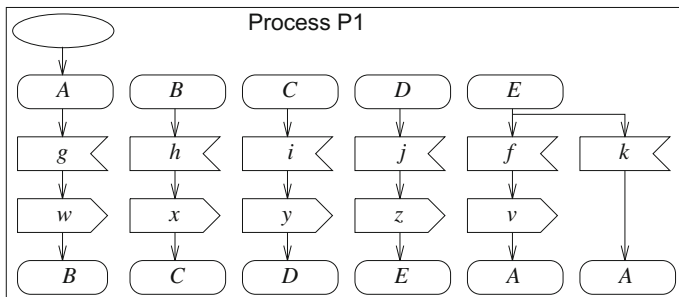 Process P1
A B C D E
g h i j f k
w x y z v
B C D E A A